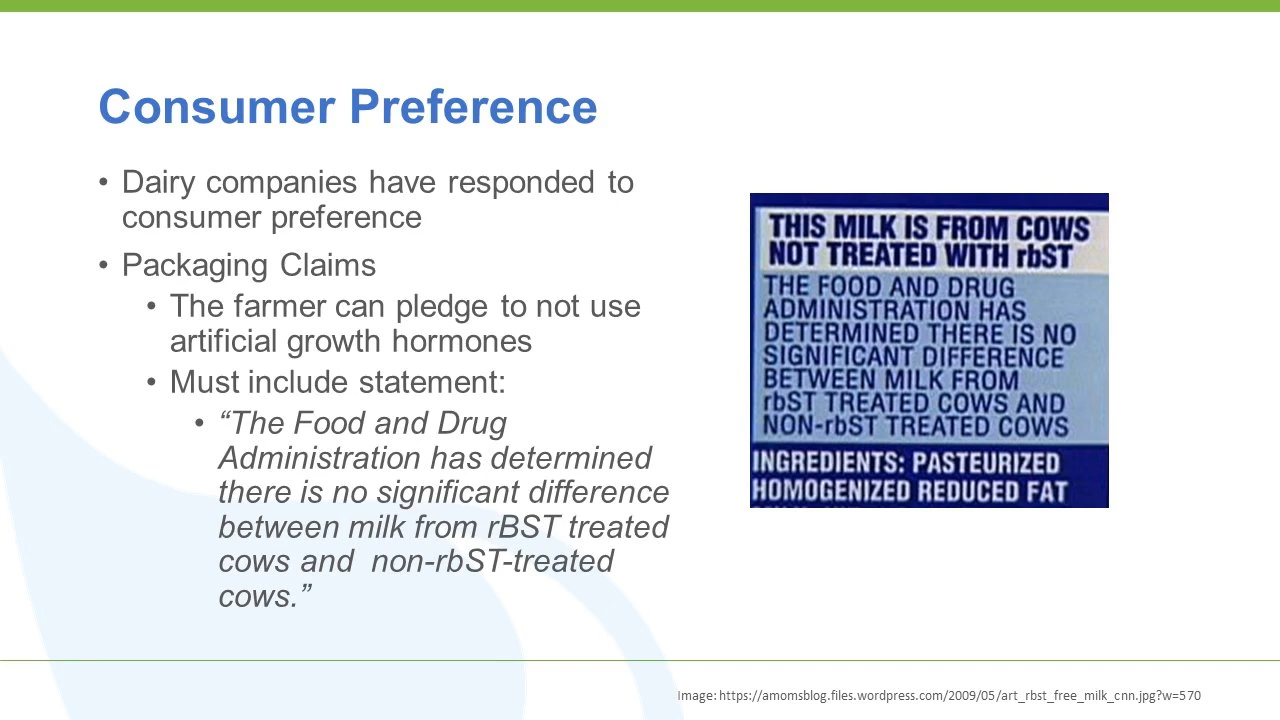 Consumer Preference
• Dairy companies have responded to
consumer preference
• Packaging Claims
• The farmer can pledge to not use
artificial growth hormones
• Must include statement:
• “The Food and Drug
Administration has determined
there is no significant difference
between milk from rBST treated
cows and  non-rbST-treated
cows.”
THIS MILK IS FROM COWS
NOT TREATED WITH rbST
THE FOOD AND DRUG
ADMINISTRATION HAS
DETERMINED THERE IS NO
SIGNIFICANT DIFFERENCE
BETWEEN MILK FROM
rbST TREATED COWS AND
NON-rbST TREATED COWS
INGREDIENTS: PASTEURIZED
HOMOGENIZED REDUCED FAT
Image: https://amomsblog.files.wordpress.com/2009/05/art_rbst_free_milk_cnn.jpg?w=570